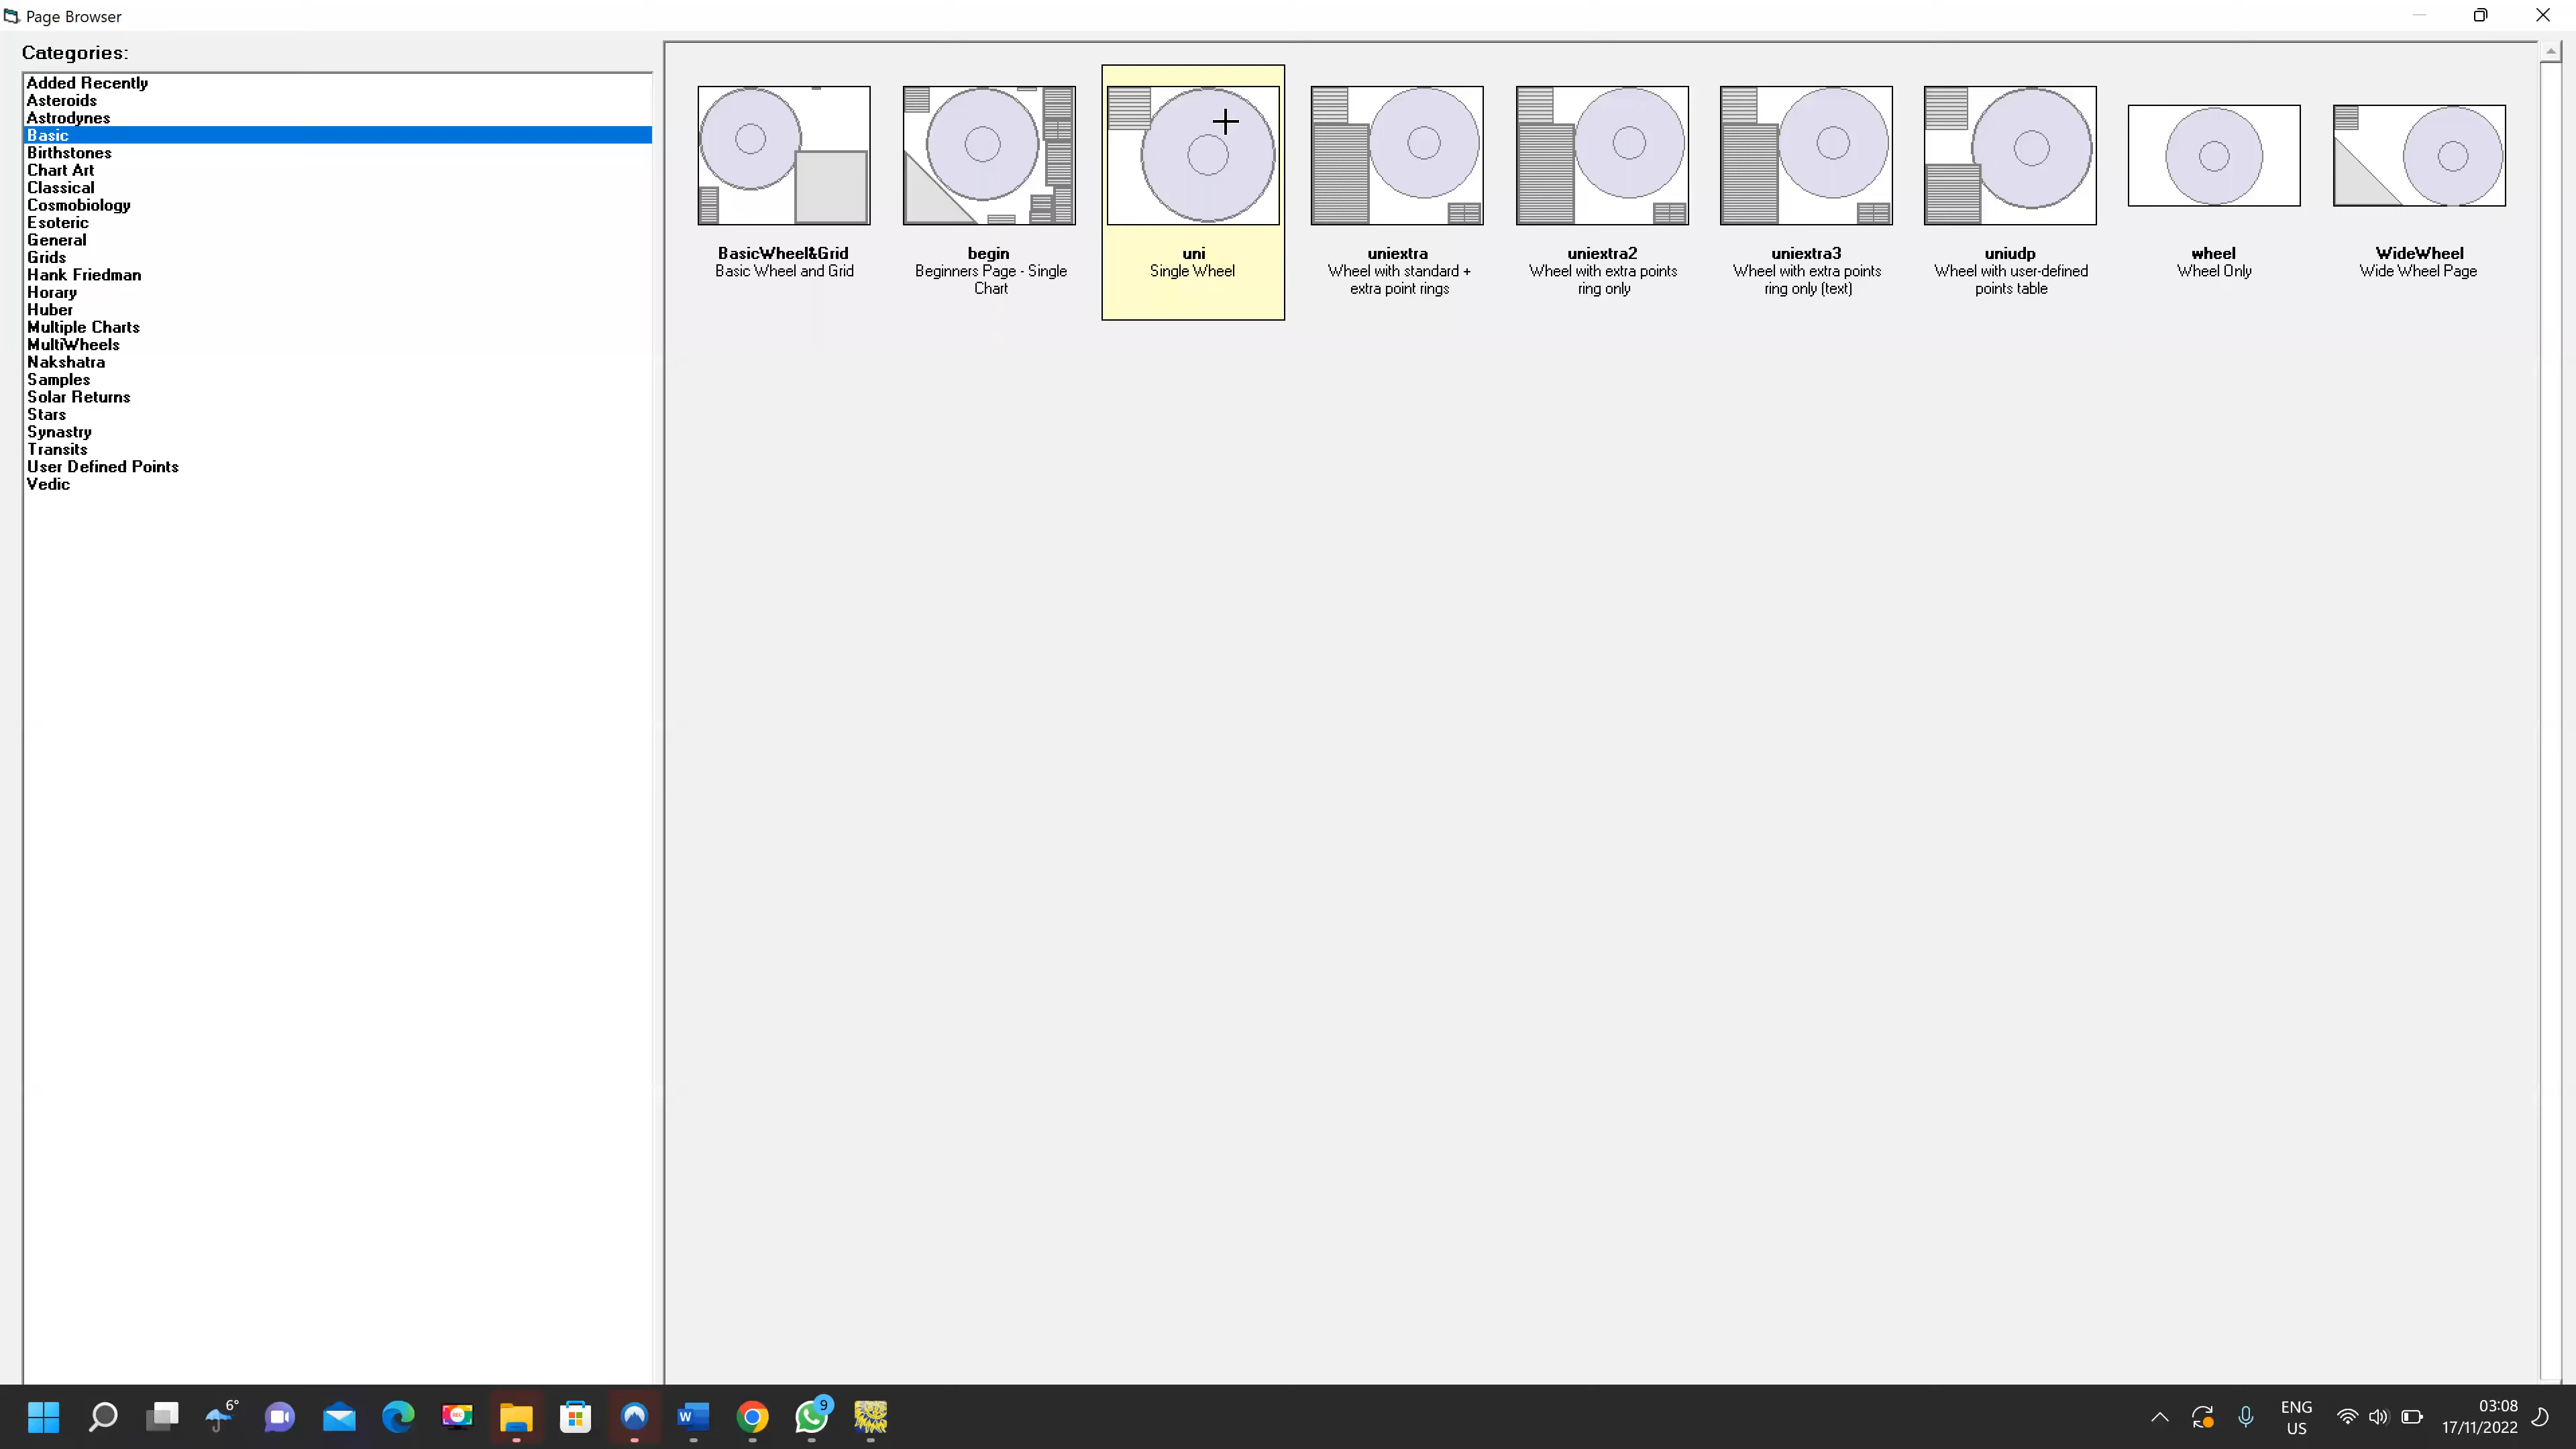 Page Browser
Categories:
Added Recently
Asteroids
Astrodynes
Basic
Birthstones
Chart Art
Classical
Cosmobiology
Esoteric
General
Grids
Hank Friedman
Horary
Huber
Multiple Charts
MultiWheels
Nakshatra
Samples
Solar Returns
Stars
Synastry
Transits
User Defined Points
Vedic
BasicWheel&Grid
Basic Wheel and Grid
begin
Beginners Page - Single
Chart
uni
Single Wheel
uniextra
Wheel with standard +
extra point rings
uniextra2
Wheel with extra points
ring only
uniextra3
Wheel with extra points
ring only (text)
uniudp
Wheel with user-defined
points table
wheel
Wheel Only
WideWheel
Wide Wheel Page
6°
REC
W
9
ENG
US
03:08
17/11/2022